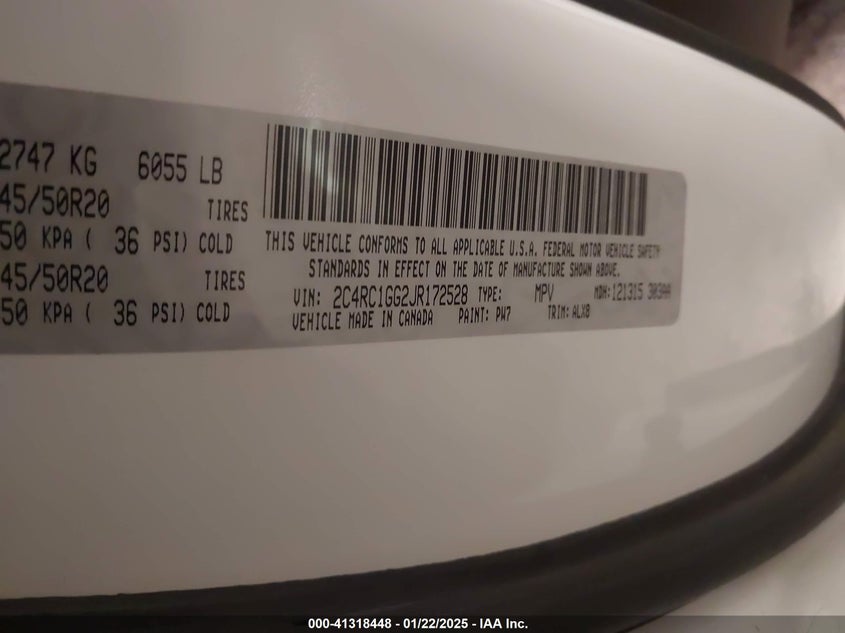 2747 KG 6055 LB
45/50R20 TIRES
50 KPA ( 36 PSI) COLD
45/50R20 TIRES
50 KPA ( 36 PSI) COLD
THIS VEHICLE CONFORMS TO ALL APPLICABLE U.S.A. FEDERAL MOTOR VEHICLE SAFETY
STANDARDS IN EFFECT ON THE DATE OF MANUFACTURE SHOWN ABOVE.
VIN: 2C4RC1GG2JR172528 TYPE: MPV MDH:121315 303AA
VEHICLE MADE IN CANADA PAINT: PW7 TRIM: ALX8
000-41318448 - 01/22/2025 - IAA Inc.